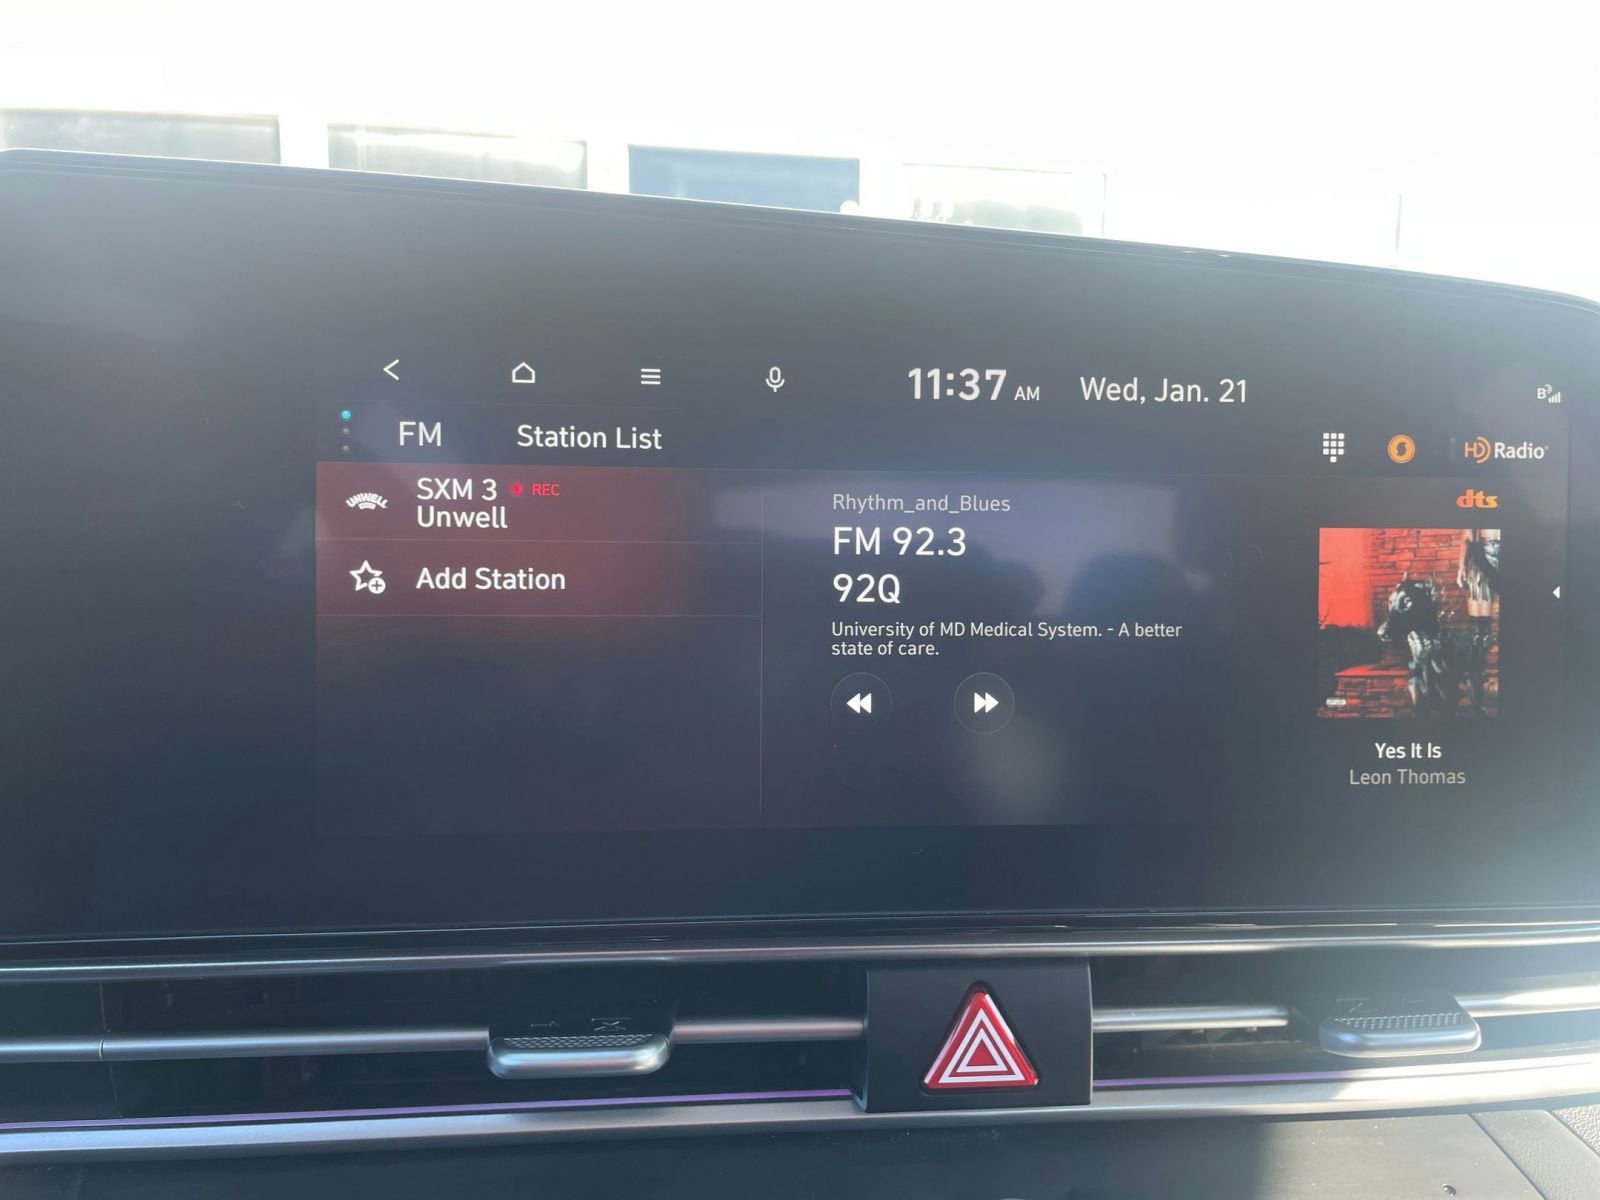 11:37 AM Wed, Jan. 21
B
FM Station List
HD Radio
UNWELL
SXM 3 REC
Unwell
Add Station
Rhythm_and_Blues
FM 92.3
92Q
University of MD Medical System. - A better
state of care.
dts
Yes It Is
Leon Thomas